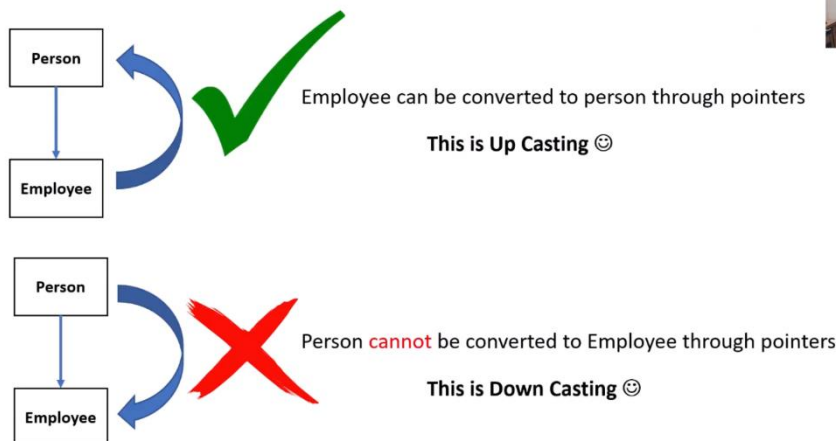 Person
Employee can be converted to person through pointers
This is Up Casting ☺
Employee
Person
Person cannot be converted to Employee through pointers
This is Down Casting ☺
Employee